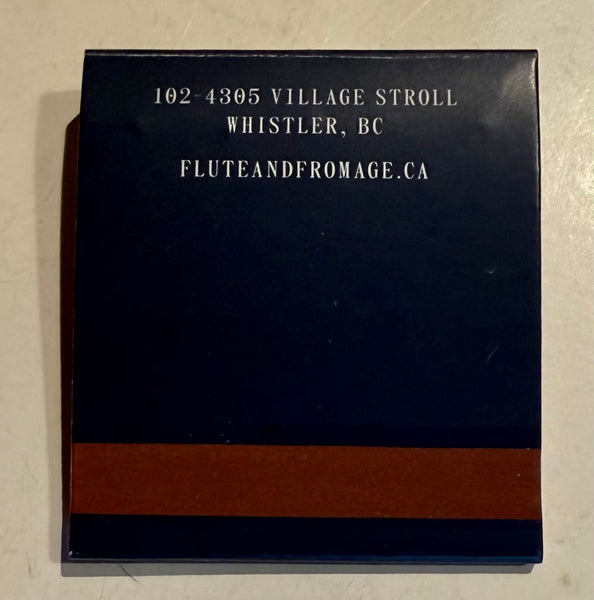 102-4305 VILLAGE STROLL
WHISTLER, BC
FLUTEANDFROMAGE.CA